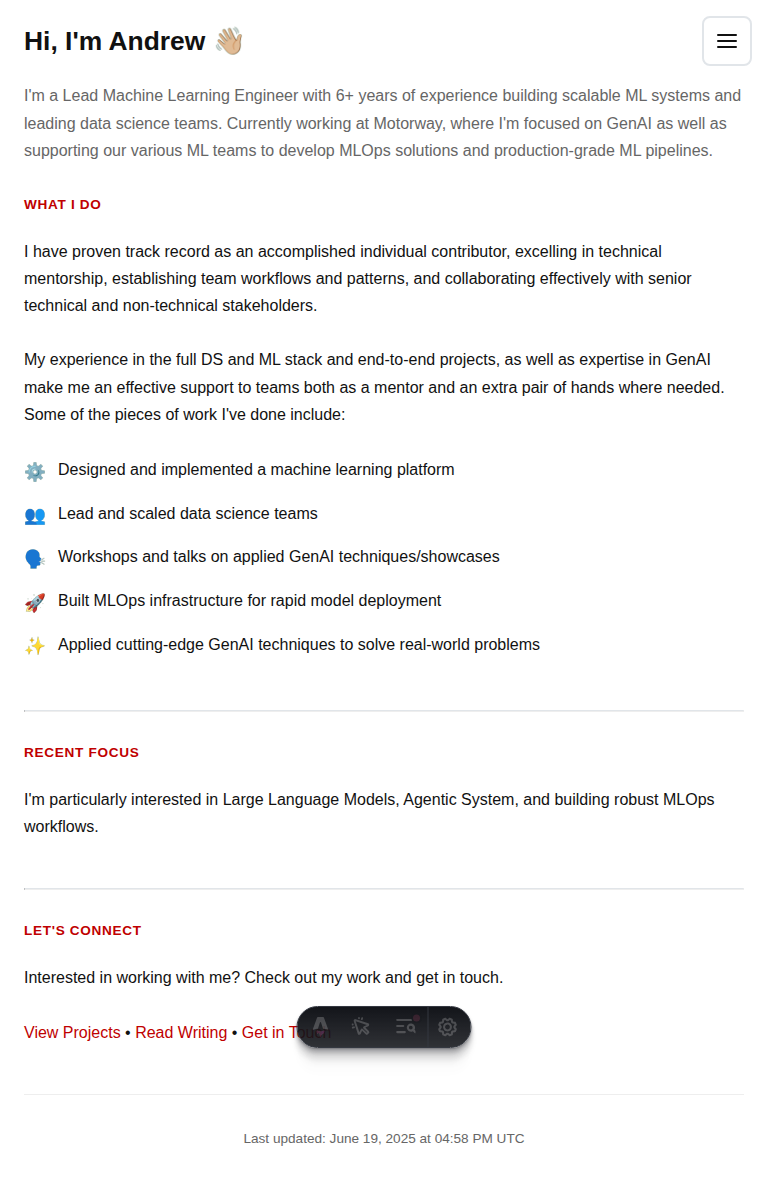 Hi, I'm Andrew 👋🏼
I'm a Lead Machine Learning Engineer with 6+ years of experience building scalable ML systems and
leading data science teams. Currently working at Motorway, where I'm focused on GenAI as well as
supporting our various ML teams to develop MLOps solutions and production-grade ML pipelines.
WHAT I DO
I have proven track record as an accomplished individual contributor, excelling in technical
mentorship, establishing team workflows and patterns, and collaborating effectively with senior
technical and non-technical stakeholders.
My experience in the full DS and ML stack and end-to-end projects, as well as expertise in GenAI
make me an effective support to teams both as a mentor and an extra pair of hands where needed.
Some of the pieces of work I've done include:
⚙️ Designed and implemented a machine learning platform
👥 Lead and scaled data science teams
🗣️ Workshops and talks on applied GenAI techniques/showcases
🚀 Built MLOps infrastructure for rapid model deployment
✨ Applied cutting-edge GenAI techniques to solve real-world problems
RECENT FOCUS
I'm particularly interested in Large Language Models, Agentic System, and building robust MLOps
workflows.
LET'S CONNECT
Interested in working with me? Check out my work and get in touch.
View Projects • Read Writing • Get in Touch
Last updated: June 19, 2025 at 04:58 PM UTC